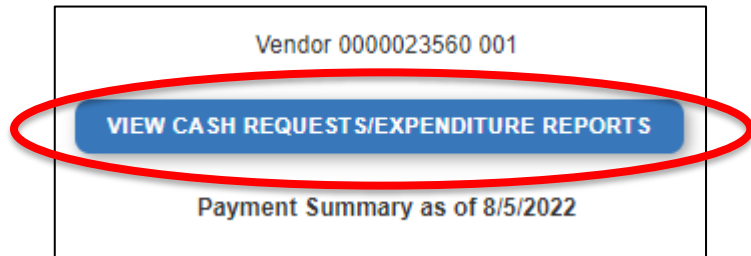 Vendor 0000023560 001
VIEW CASH REQUESTS/EXPENDITURE REPORTS
Payment Summary as of 8/5/2022